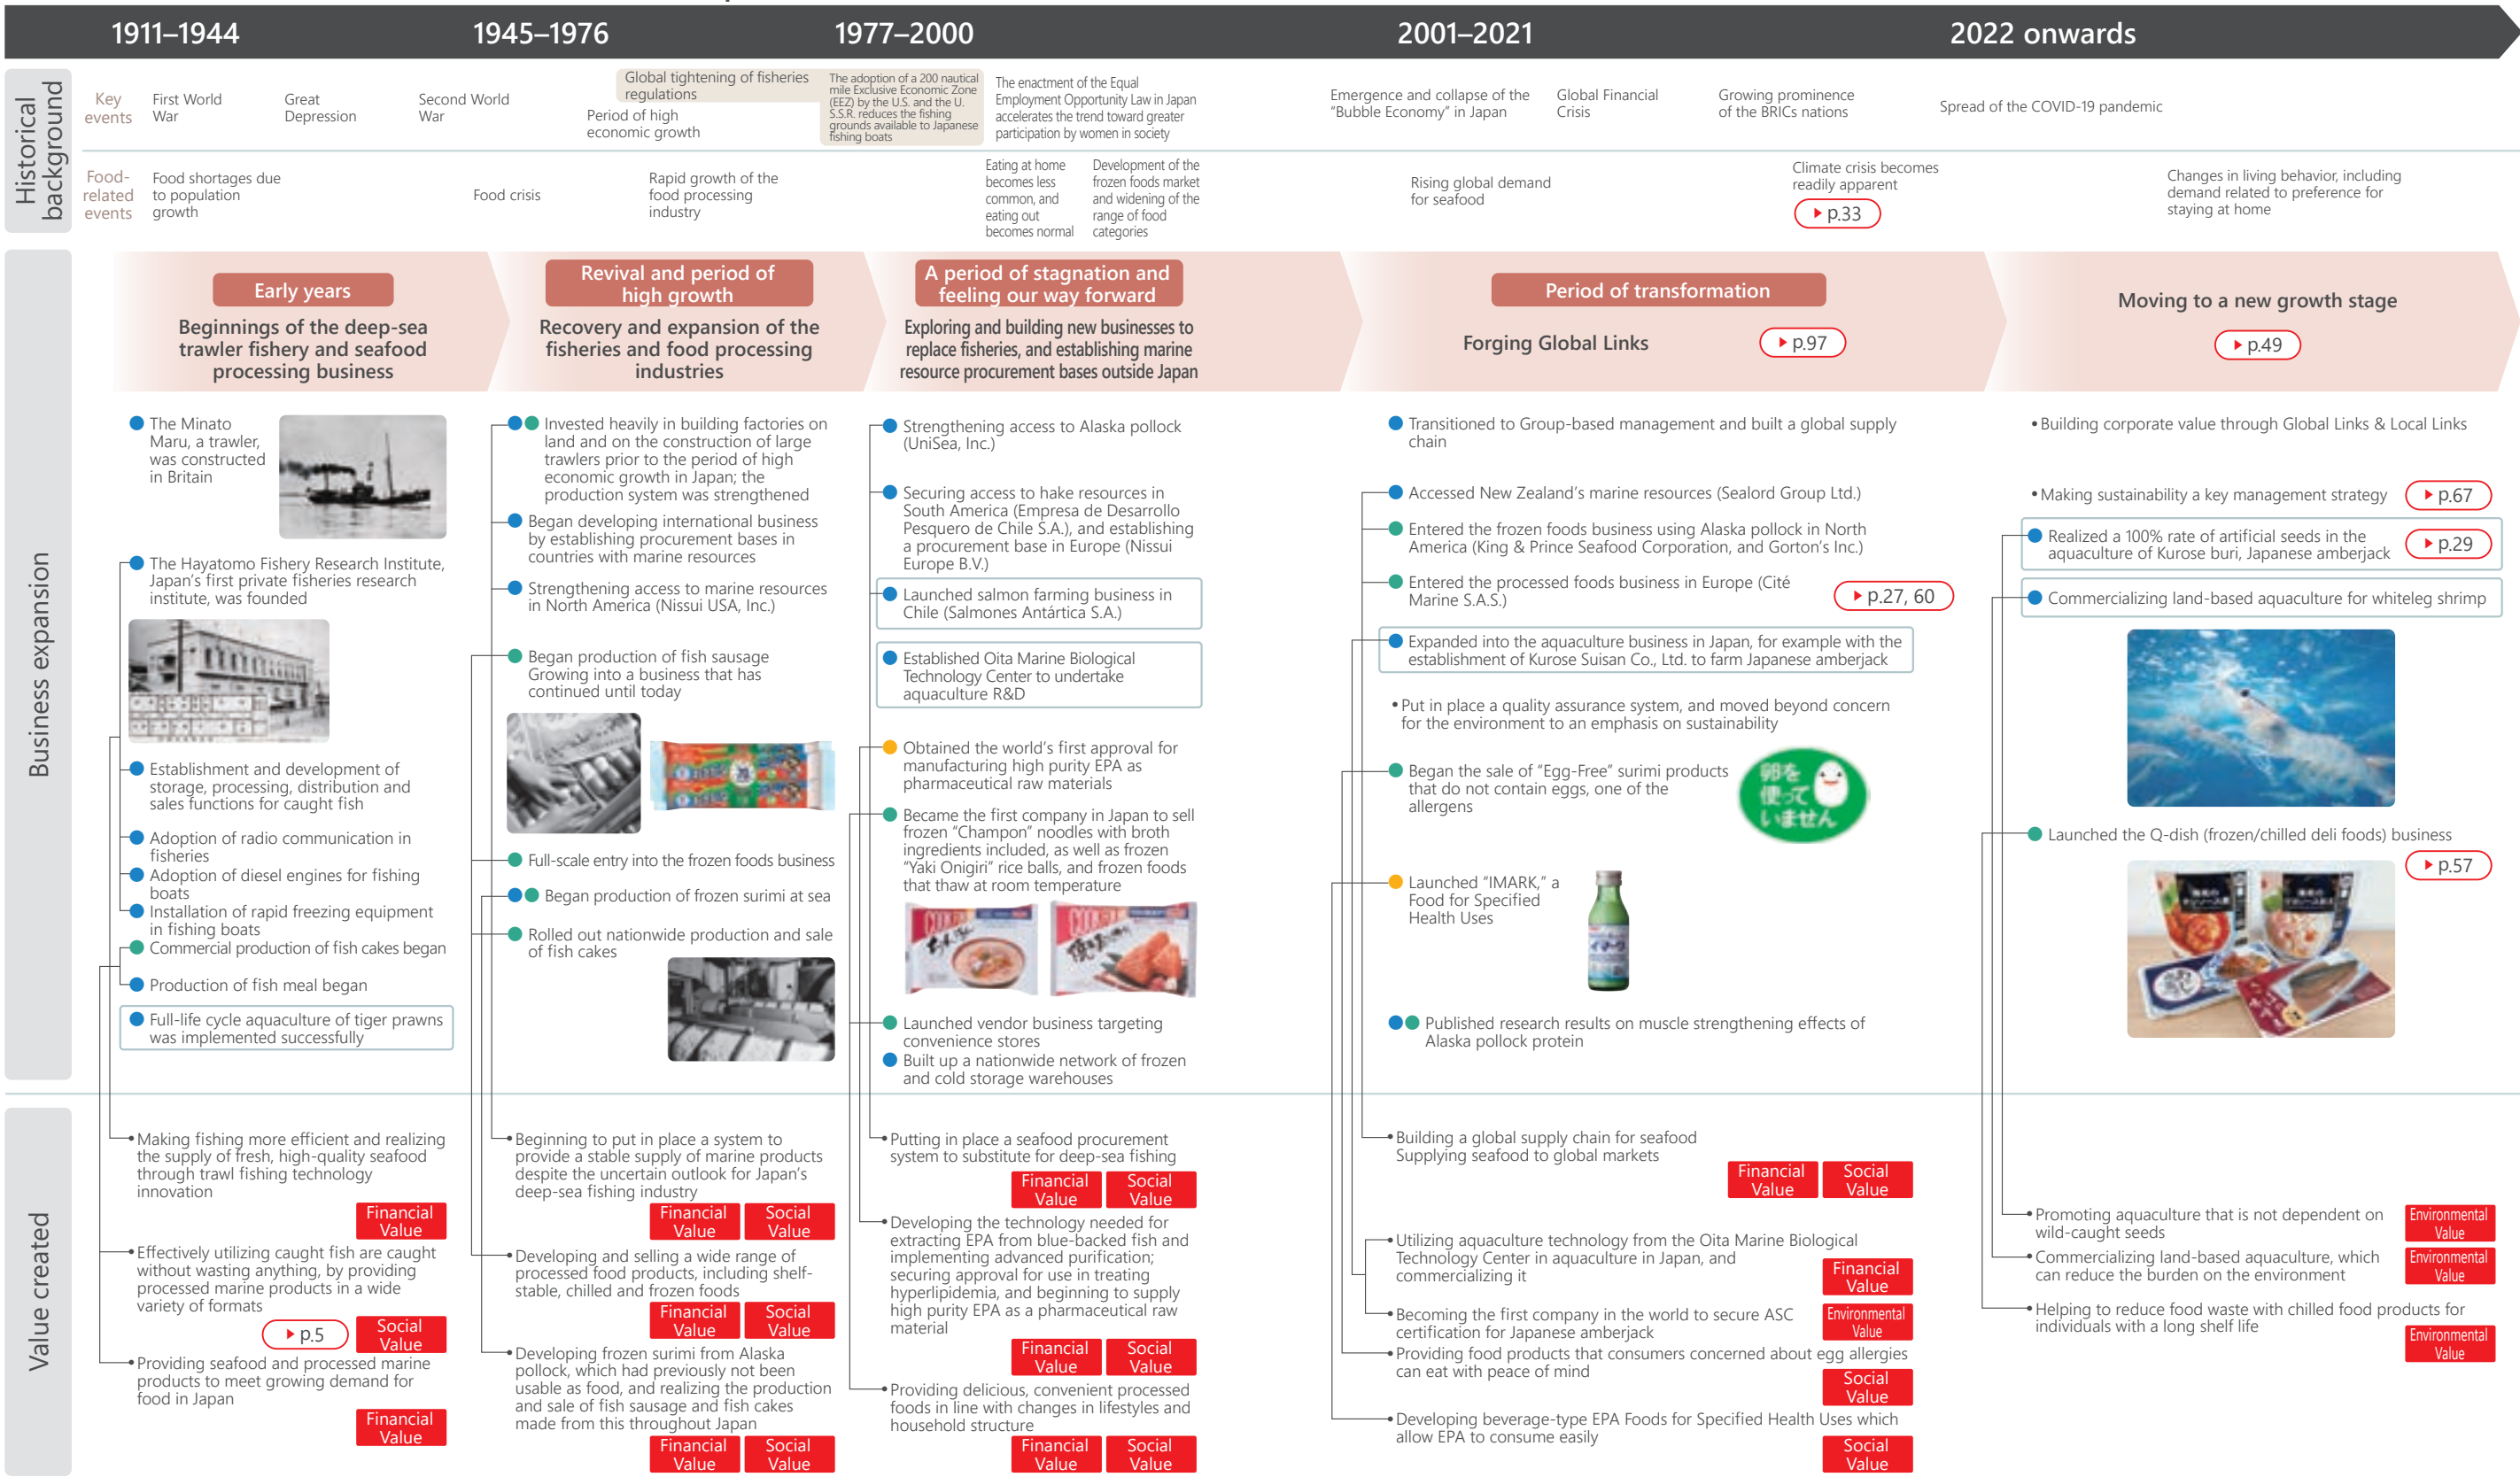 1911–1944
1945–1976
1977–2000
2001–2021
2022 onwards
Historical
background
Key
events
First World
War
Great
Depression
Second World
War
Global tightening of fisheries
regulations
Period of high
economic growth
The adoption of a 200 nautical
mile Exclusive Economic Zone
(EEZ) by the U.S. and the U.
S.S.R. reduces the fishing
grounds available to Japanese
fishing boats
The enactment of the Equal
Employment Opportunity Law in Japan
accelerates the trend toward greater
participation by women in society
Emergence and collapse of the
“Bubble Economy” in Japan
Global Financial
Crisis
Growing prominence
of the BRICs nations
Spread of the COVID-19 pandemic
Food-
related
events
Food shortages due
to population
growth
Food crisis
Rapid growth of the
food processing
industry
Eating at home
becomes less
common, and
eating out
becomes normal
Development of the
frozen foods market
and widening of the
range of food
categories
Rising global demand
for seafood
Climate crisis becomes
readily apparent
p.33
Changes in living behavior, including
demand related to preference for
staying at home
Business expansion
Early years
Beginnings of the deep-sea
trawler fishery and seafood
processing business
Revival and period of
high growth
Recovery and expansion of the
fisheries and food processing
industries
A period of stagnation and
feeling our way forward
Exploring and building new businesses to
replace fisheries, and establishing marine
resource procurement bases outside Japan
Period of transformation
Forging Global Links
p.97
Moving to a new growth stage
p.49
The Minato
Maru, a trawler,
was constructed
in Britain
The Hayatomo Fishery Research Institute,
Japan’s first private fisheries research
institute, was founded
Establishment and development of
storage, processing, distribution and
sales functions for caught fish
Adoption of radio communication in
fisheries
Adoption of diesel engines for fishing
boats
Installation of rapid freezing equipment
in fishing boats
Commercial production of fish cakes began
Production of fish meal began
Full-life cycle aquaculture of tiger prawns
was implemented successfully
Invested heavily in building factories on
land and on the construction of large
trawlers prior to the period of high
economic growth in Japan; the
production system was strengthened
Began developing international business
by establishing procurement bases in
countries with marine resources
Strengthening access to marine resources
in North America (Nissui USA, Inc.)
Began production of fish sausage
Growing into a business that has
continued until today
Full-scale entry into the frozen foods business
Began production of frozen surimi at sea
Rolled out nationwide production and sale
of fish cakes
Strengthening access to Alaska pollock
(UniSea, Inc.)
Securing access to hake resources in
South America (Empresa de Desarrollo
Pesquero de Chile S.A.), and establishing
a procurement base in Europe (Nissui
Europe B.V.)
Launched salmon farming business in
Chile (Salmones Antártica S.A.)
Established Oita Marine Biological
Technology Center to undertake
aquaculture R&D
Obtained the world’s first approval for
manufacturing high purity EPA as
pharmaceutical raw materials
Became the first company in Japan to sell
frozen “Champon” noodles with broth
ingredients included, as well as frozen
“Yaki Onigiri” rice balls, and frozen foods
that thaw at room temperature
Launched vendor business targeting
convenience stores
Built up a nationwide network of frozen
and cold storage warehouses
Transitioned to Group-based management and built a global supply
chain
Accessed New Zealand’s marine resources (Sealord Group Ltd.)
Entered the frozen foods business using Alaska pollock in North
America (King & Prince Seafood Corporation, and Gorton’s Inc.)
Entered the processed foods business in Europe (Cité
Marine S.A.S.)
p.27, 60
Expanded into the aquaculture business in Japan, for example with the
establishment of Kurose Suisan Co., Ltd. to farm Japanese amberjack
• Put in place a quality assurance system, and moved beyond concern
for the environment to an emphasis on sustainability
Began the sale of “Egg-Free” surimi products
that do not contain eggs, one of the
allergens
卵を
使って
いません
Launched “IMARK,” a
Food for Specified
Health Uses
イマーク
Published research results on muscle strengthening effects of
Alaska pollock protein
• Building corporate value through Global Links & Local Links
• Making sustainability a key management strategy
p.67
Realized a 100% rate of artificial seeds in the
aquaculture of Kurose buri, Japanese amberjack
p.29
Commercializing land-based aquaculture for whiteleg shrimp
Launched the Q-dish (frozen/chilled deli foods) business
p.57
Value created
Making fishing more efficient and realizing
the supply of fresh, high-quality seafood
through trawl fishing technology
innovation
Financial
Value
Effectively utilizing caught fish are caught
without wasting anything, by providing
processed marine products in a wide
variety of formats
p.5
Social
Value
Providing seafood and processed marine
products to meet growing demand for
food in Japan
Financial
Value
Beginning to put in place a system to
provide a stable supply of marine products
despite the uncertain outlook for Japan’s
deep-sea fishing industry
Financial
Value
Social
Value
Developing and selling a wide range of
processed food products, including shelf-
stable, chilled and frozen foods
Financial
Value
Social
Value
Developing frozen surimi from Alaska
pollock, which had previously not been
usable as food, and realizing the production
and sale of fish sausage and fish cakes
made from this throughout Japan
Financial
Value
Social
Value
Putting in place a seafood procurement
system to substitute for deep-sea fishing
Financial
Value
Social
Value
Developing the technology needed for
extracting EPA from blue-backed fish and
implementing advanced purification;
securing approval for use in treating
hyperlipidemia, and beginning to supply
high purity EPA as a pharmaceutical raw
material
Financial
Value
Social
Value
Providing delicious, convenient processed
foods in line with changes in lifestyles and
household structure
Financial
Value
Social
Value
Building a global supply chain for seafood
Supplying seafood to global markets
Financial
Value
Social
Value
Utilizing aquaculture technology from the Oita Marine Biological
Technology Center in aquaculture in Japan, and
commercializing it
Financial
Value
Becoming the first company in the world to secure ASC
certification for Japanese amberjack
Environmental
Value
Providing food products that consumers concerned about egg allergies
can eat with peace of mind
Social
Value
Developing beverage-type EPA Foods for Specified Health Uses which
allow EPA to consume easily
Social
Value
Promoting aquaculture that is not dependent on
wild-caught seeds
Environmental
Value
Commercializing land-based aquaculture, which
can reduce the burden on the environment
Environmental
Value
Helping to reduce food waste with chilled food products for
individuals with a long shelf life
Environmental
Value